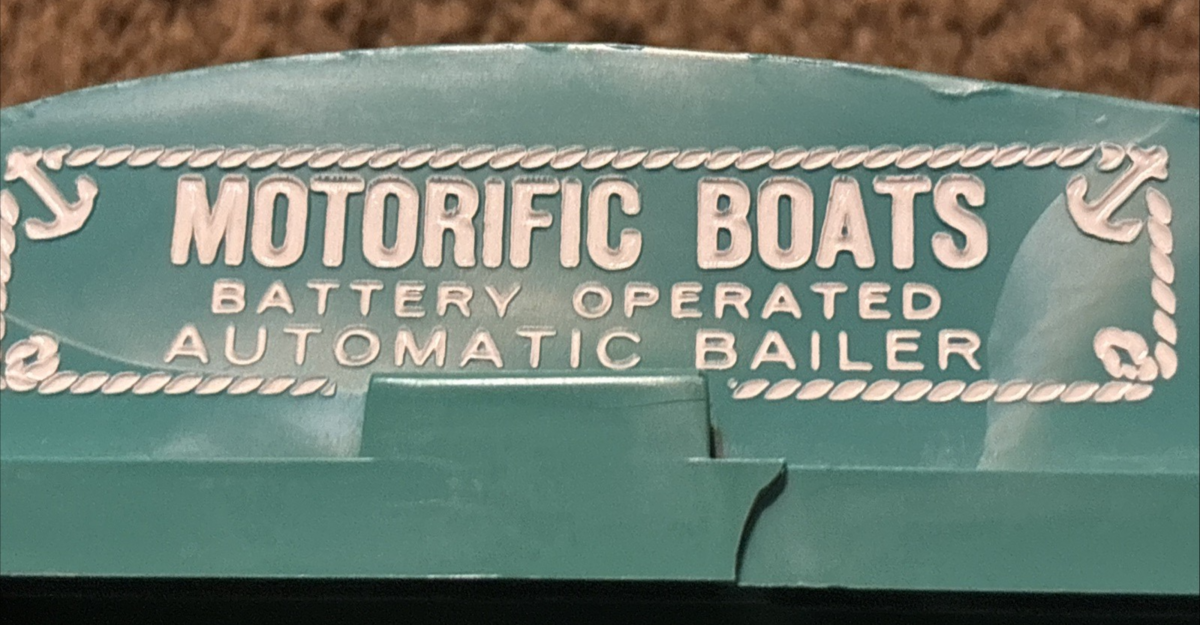 MOTORIFIC BOATS
BATTERY OPERATED
AUTOMATIC BAILER